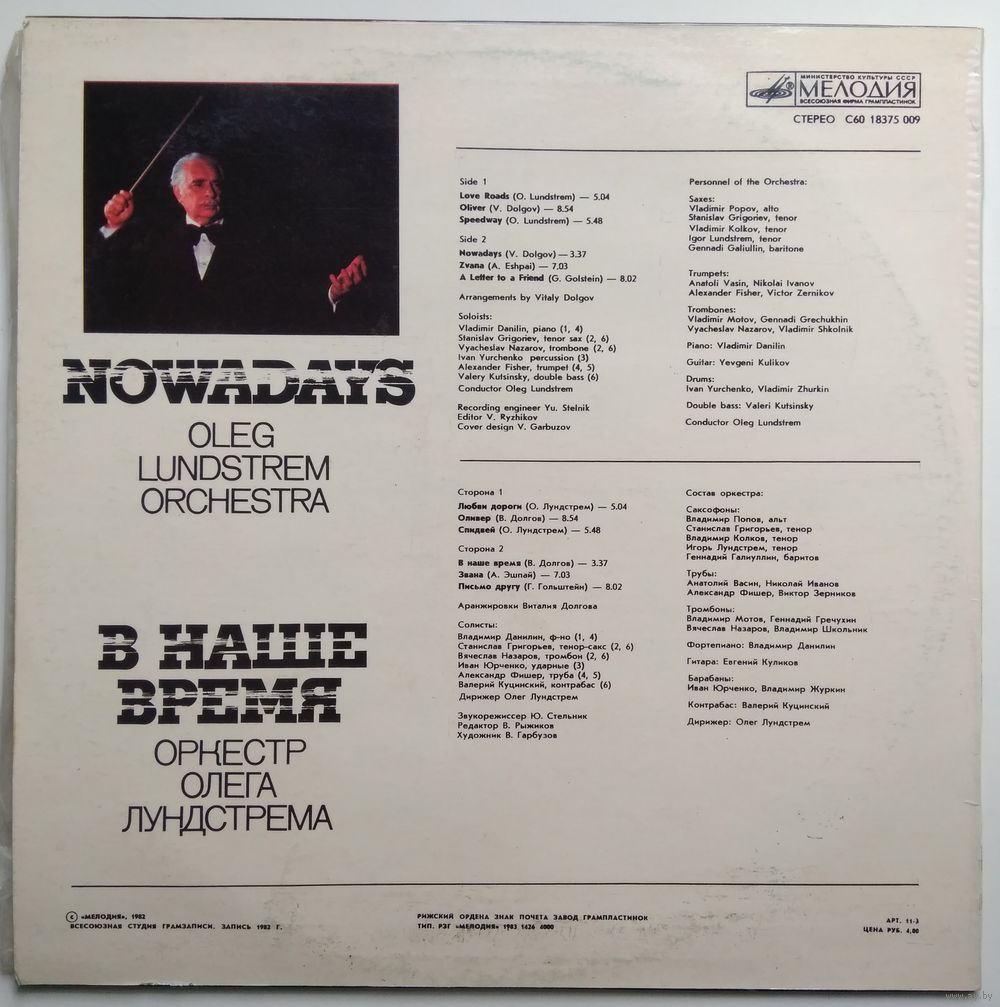 МИНИСТЕРСТВО КУЛЬТУРЫ СССР
МЕЛОДИЯ
ВСЕСОЮЗНАЯ ФИРМА ГРАМПЛАСТИНОК
СТЕРЕО С60 18375 009
NOWADAYS
OLEG
LUNDSTREM
ORCHESTRA
Side 1
Love Roads (O. Lundstrem) — 5.04
Oliver (V. Dolgov) — 8.54
Speedway (O. Lundstrem) — 5.48
Side 2
Nowadays (V. Dolgov) — 3.37
Zvana (A. Eshpai) — 7.03
A Letter to a Friend (G. Golstein) — 8.02
Arrangements by Vitaly Dolgov
Soloists:
Vladimir Danilin, piano (1, 4)
Stanislav Grigoriev, tenor sax (2, 6)
Vyacheslav Nazarov, trombone (2, 6)
Ivan Yurchenko percussion (3)
Alexander Fisher, trumpet (4, 5)
Valery Kutsinsky, double bass (6)
Conductor Oleg Lundstrem
Recording engineer Yu. Stelnik
Editor V. Ryzhikov
Cover design V. Garbuzov
Personnel of the Orchestra:
Saxes:
Vladimir Popov, alto
Stanislav Grigoriev, tenor
Vladimir Kolkov, tenor
Igor Lundstrem, tenor
Gennadi Galiullin, baritone
Trumpets:
Anatoli Vasin, Nikolai Ivanov
Alexander Fisher, Victor Zernikov
Trombones:
Vladimir Motov, Gennadi Grechukhin
Vyacheslav Nazarov, Vladimir Shkolnik
Piano: Vladimir Danilin
Guitar: Yevgeni Kulikov
Drums:
Ivan Yurchenko, Vladimir Zhurkin
Double bass: Valeri Kutsinsky
Conductor Oleg Lundstrem
В НАШЕ
ВРЕМЯ
ОРКЕСТР
ОЛЕГА
ЛУНДСТРЕМА
Сторона 1
Любви дороги (О. Лундстрем) — 5.04
Оливер (В. Долгов) — 8.54
Спидвей (О. Лундстрем) — 5.48
Сторона 2
В наше время (В. Долгов) — 3.37
Звана (А. Эшпай) — 7.03
Письмо другу (Г. Гольштейн) — 8.02
Аранжировки Виталия Долгова
Солисты:
Владимир Данилин, ф-но (1, 4)
Станислав Григорьев, тенор-сакс (2, 6)
Вячеслав Назаров, тромбон (2, 6)
Иван Юрченко, ударные (3)
Александр Фишер, труба (4, 5)
Валерий Куцинский, контрабас (6)
Дирижер Олег Лундстрем
Звукорежиссер Ю. Стельник
Редактор В. Рыжиков
Художник В. Гарбузов
Состав оркестра:
Саксофоны:
Владимир Попов, альт
Станислав Григорьев, тенор
Владимир Колков, тенор
Игорь Лундстрем, тенор
Геннадий Галиуллин, баритон
Трубы:
Анатолий Васин, Николай Иванов
Александр Фишер, Виктор Зерников
Тромбоны:
Владимир Мотов, Геннадий Гречухин
Вячеслав Назаров, Владимир Школьник
Фортепиано: Владимир Данилин
Гитара: Евгений Куликов
Барабаны:
Иван Юрченко, Владимир Журкин
Контрабас: Валерий Куцинский
Дирижер: Олег Лундстрем
© «МЕЛОДИЯ», 1982
ВСЕСОЮЗНАЯ СТУДИЯ ГРАМЗАПИСИ. ЗАПИСЬ 1982 Г.
РИЖСКИЙ ОРДЕНА ЗНАК ПОЧЕТА ЗАВОД ГРАМПЛАСТИНОК
ТИП. РЗГ «МЕЛОДИЯ» 1983 1426 4000
АРТ. 11-3
ЦЕНА РУБ. 4,00